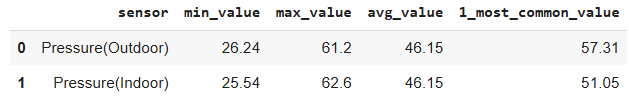 sensor min_value max_value avg_value 1_most_common_value
0 Pressure(Outdoor) 26.24 61.2 46.15 57.31
1 Pressure(Indoor) 25.54 62.6 46.15 51.05